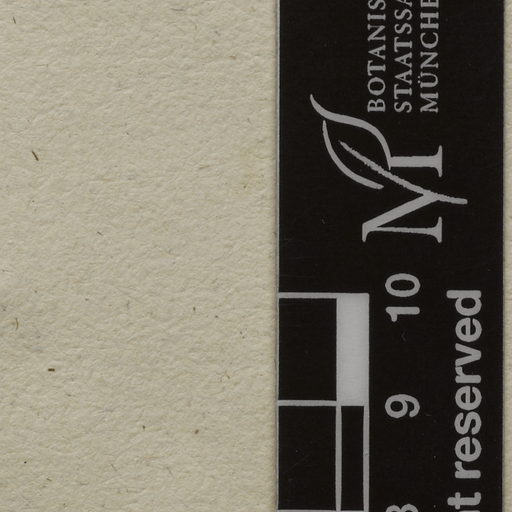 BOTANIS
STAATSSA
MÜNCHE
M
10
9
8
t reserved